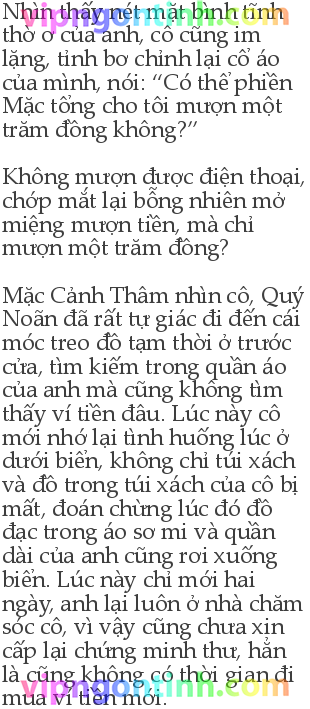 Nhìn thấy nét mặt bình tĩnh
thờ ơ của anh, cô cũng im
lặng, tỉnh bơ chỉnh lại cổ áo
của mình, nói: “Có thể phiền
Mặc tổng cho tôi mượn một
trăm đồng không?”
Không mượn được điện thoại,
chớp mắt lại bỗng nhiên mở
miệng mượn tiền, mà chỉ
mượn một trăm đồng?
Mặc Cảnh Thâm nhìn cô, Quý
Noãn đã rất tự giác đi đến cái
móc treo đồ tạm thời ở trước
cửa, tìm kiếm trong quần áo
của anh mà cũng không tìm
thấy ví tiền đâu. Lúc này cô
mới nhớ lại tình huống lúc ở
dưới biển, không chỉ túi xách
và đồ trong túi xách của cô bị
mất, đoán chừng lúc đó đồ
đạc trong áo sơ mi và quần
dài của anh cũng rơi xuống
biển. Lúc này chỉ mới hai
ngày, anh lại luôn ở nhà chăm
sóc cô, vì vậy cũng chưa xin
cấp lại chứng minh thư, hẳn
là cũng không có thời gian đi
mua ví tiền mới.
vipngontinh.com
vipngontinh.com